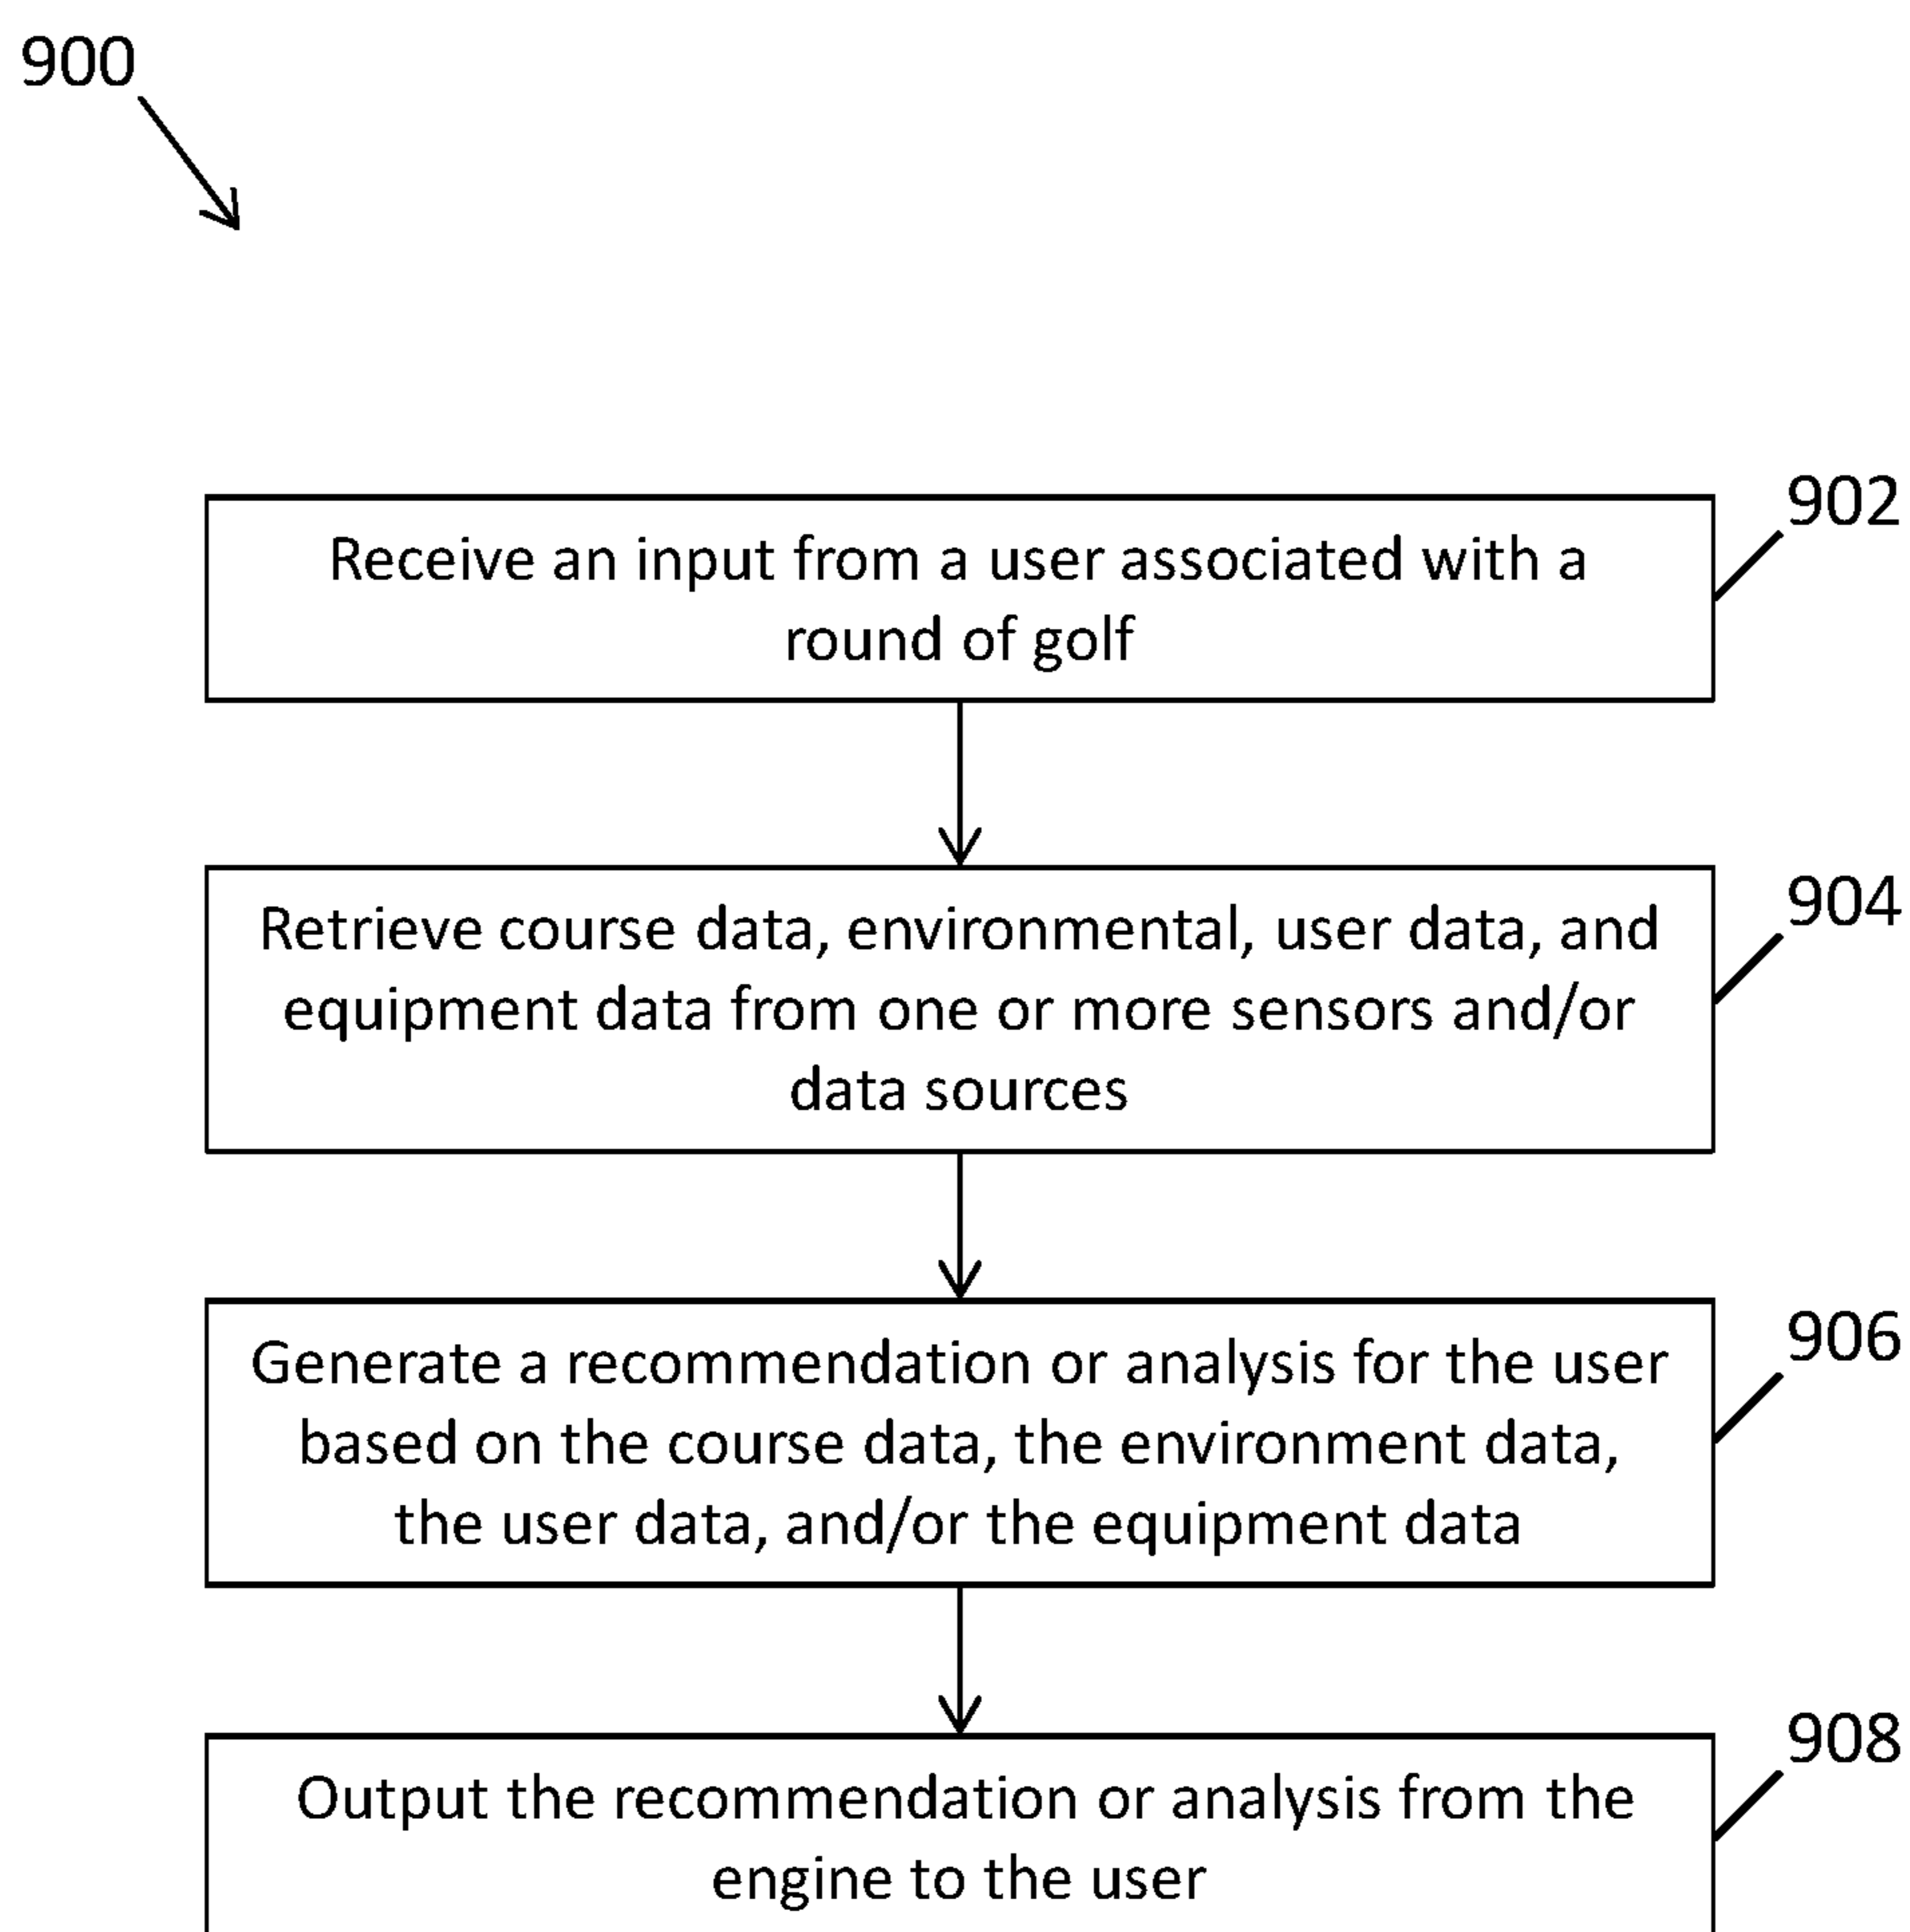 900
902
Receive an input from a user associated with a
round of golf
904
Retrieve course data, environmental, user data, and
equipment data from one or more sensors and/or
data sources
906
Generate a recommendation or analysis for the user
based on the course data, the environment data,
the user data, and/or the equipment data
908
Output the recommendation or analysis from the
engine to the user